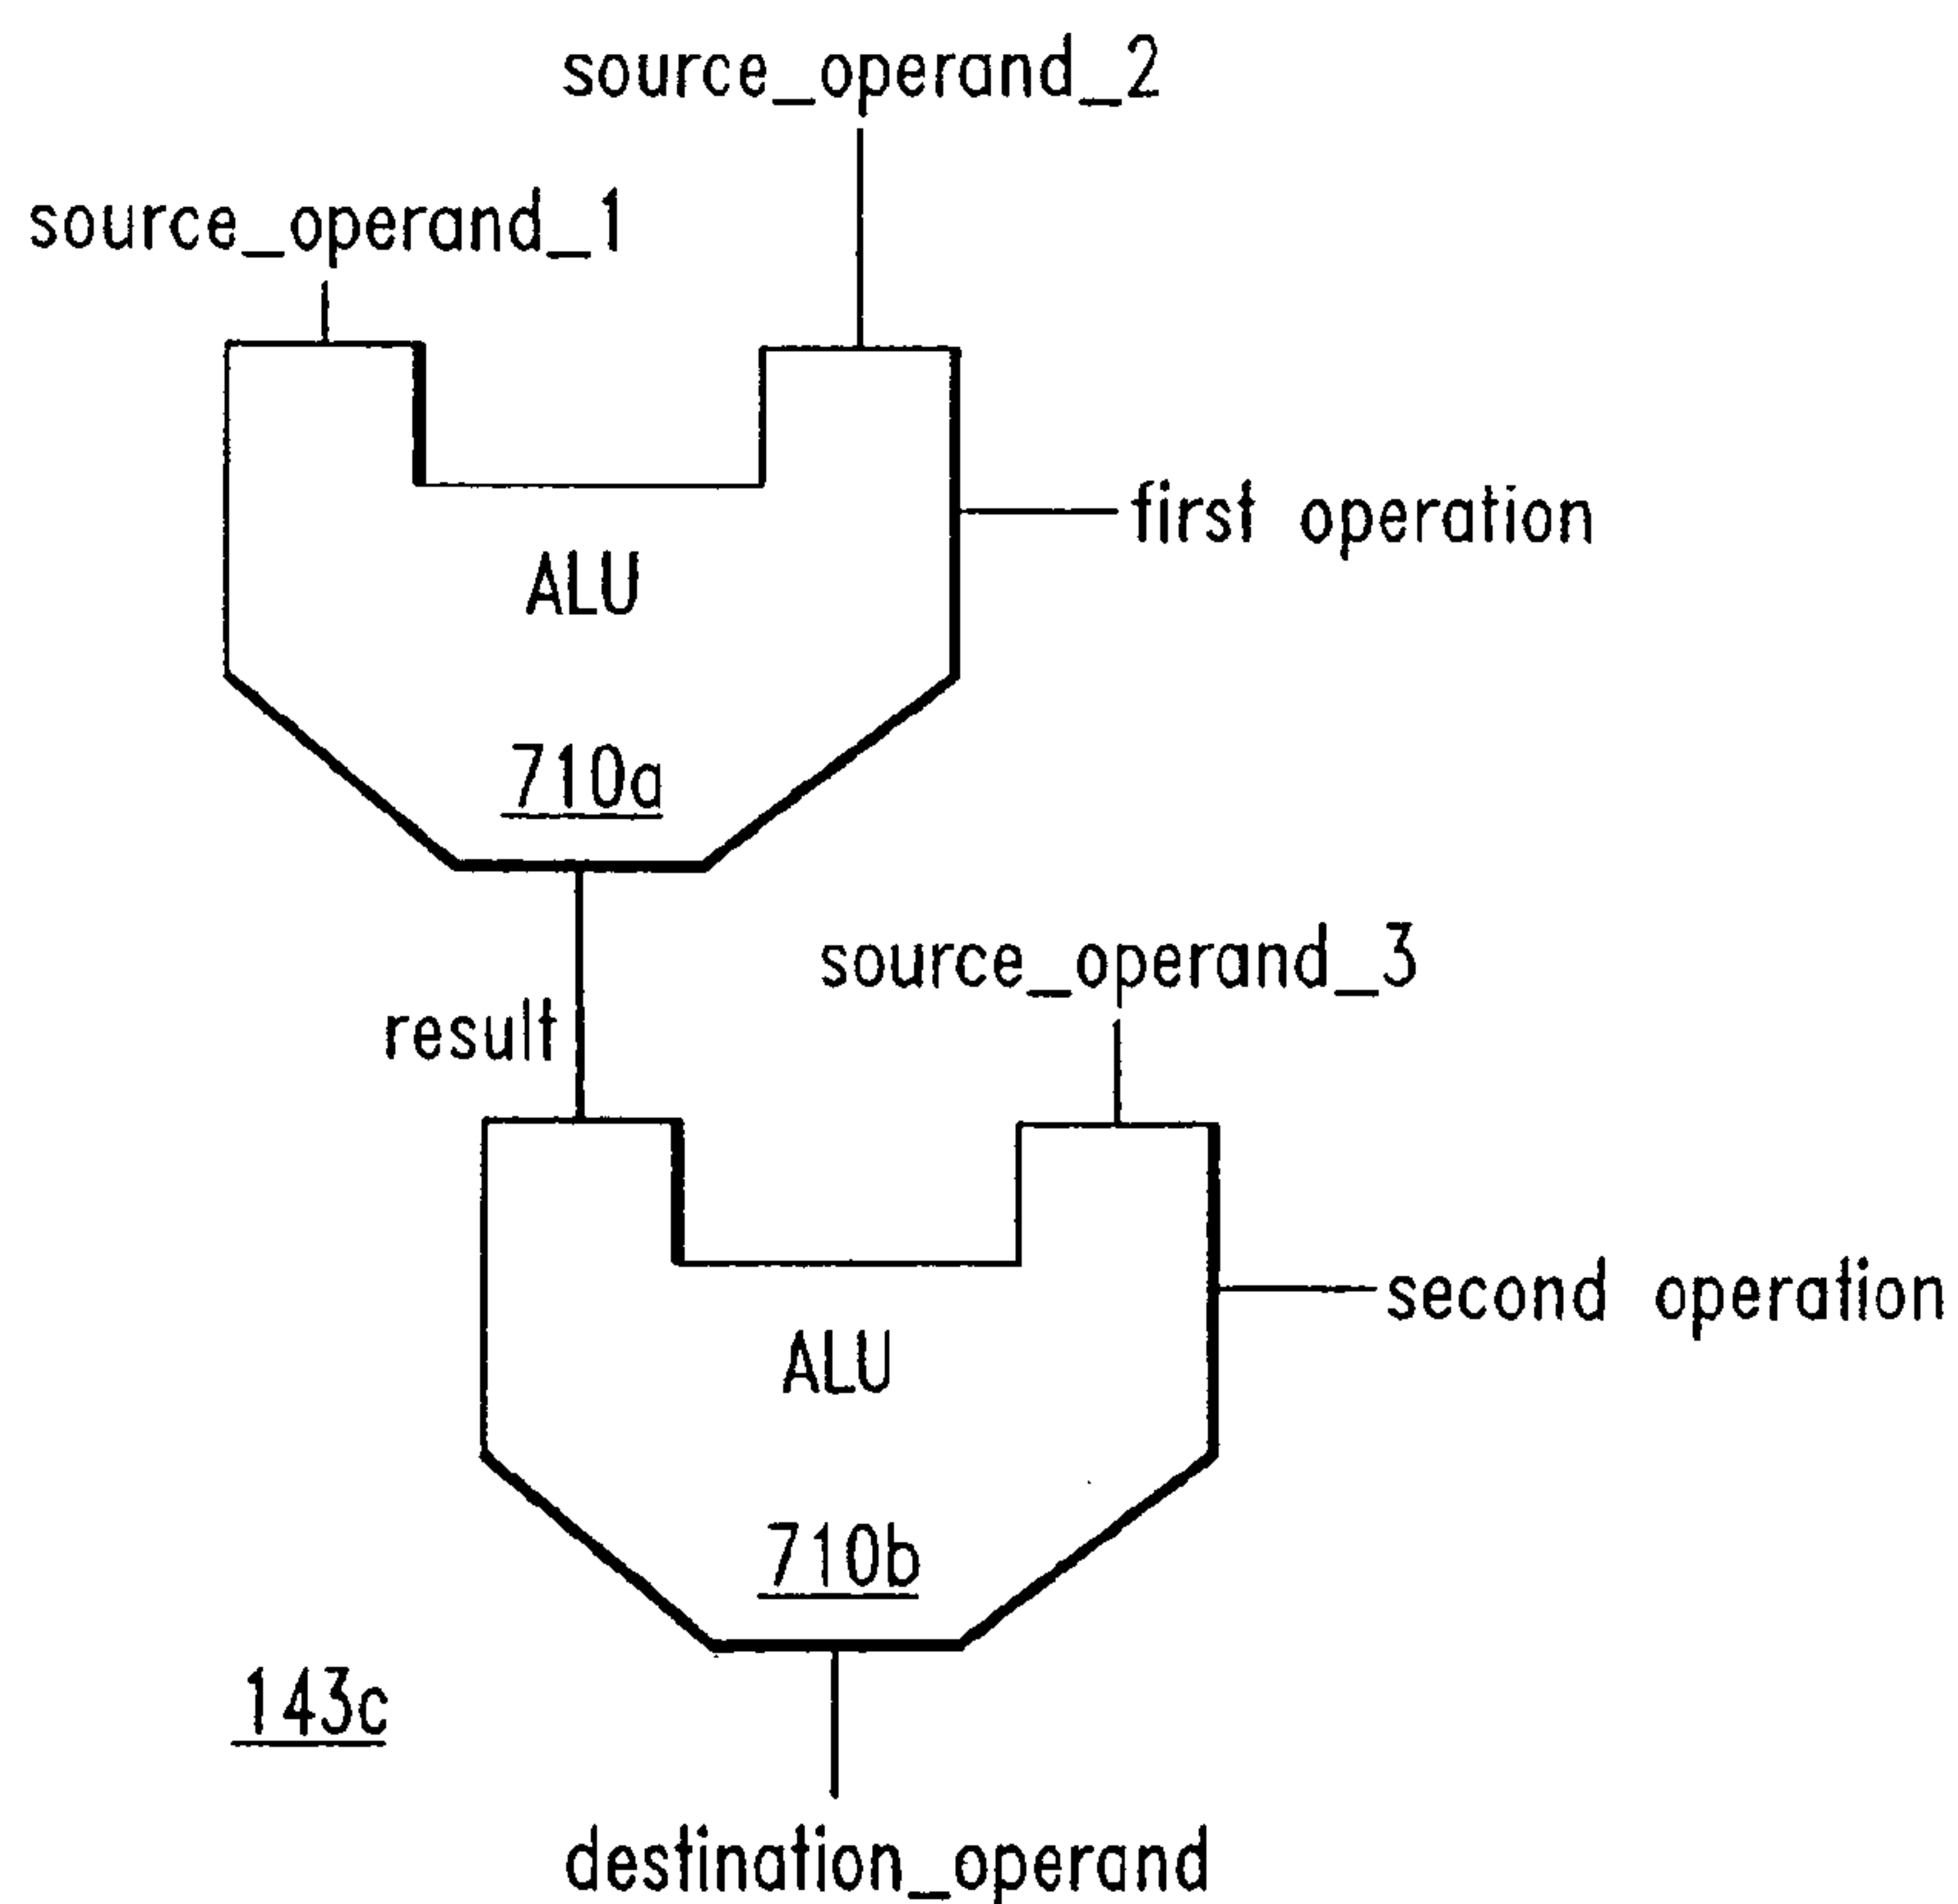 source_operand_2
source_operand_1
first operation
ALU
710a
source_operand_3
result
second operation
ALU
710b
143c
destination_operand